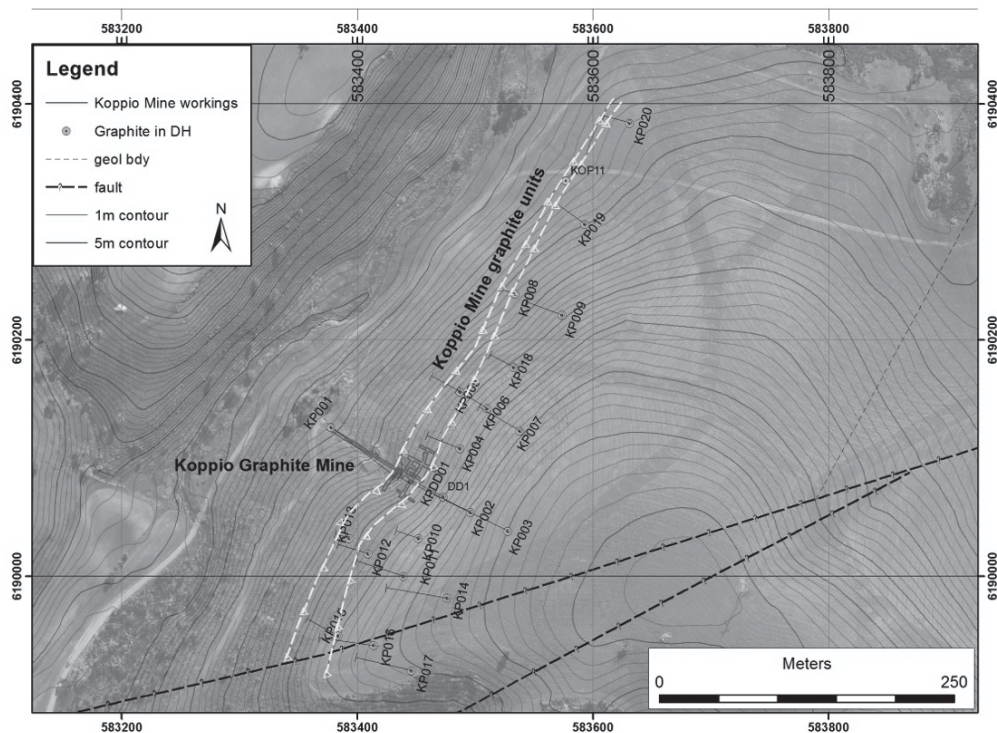 583200 583400 583600 583800
583400 583600 583800
Legend
Koppio Mine workings
Graphite in DH
geol bdy
fault
1m contour
5m contour
N
6190400
6190400
KP020
KOP11
Koppio Mine graphite units
KP019
KP008
KP009
6190200
6190200
KP018
KP006
KP007
KP001
KP004
Koppio Graphite Mine
KPDD01
DD1
KP002
KP003
KP013
KP010
KP012
KP011
6190000
6190000
KP014
KP015
KP016
KP017
Meters
0 250
583200 583400 583600 583800